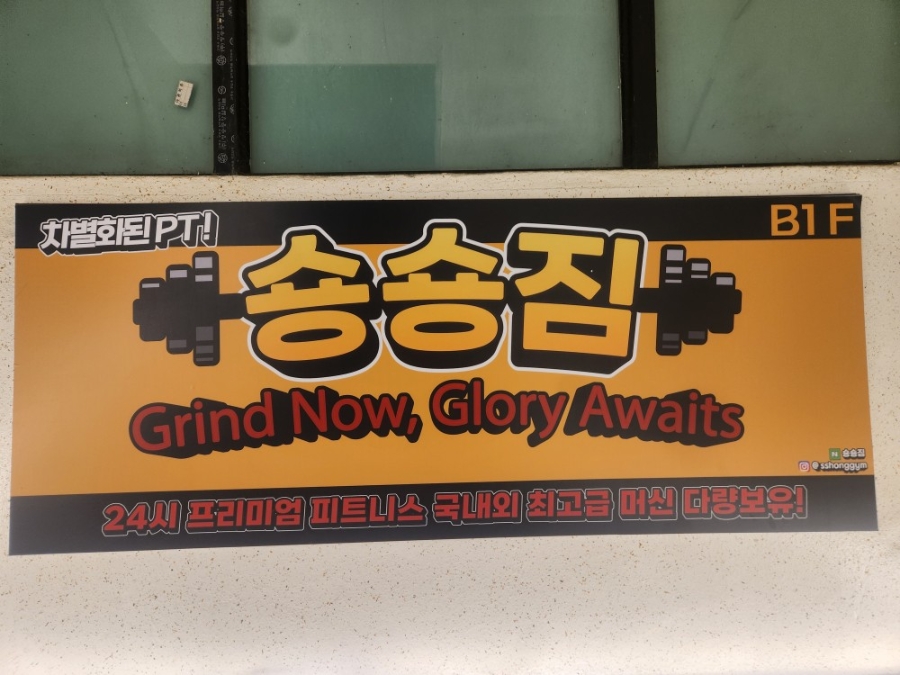 차별화된 PT!
B1 F
숑숑짐
Grind Now, Glory Awaits
N 숑숑짐
@sshonggym
24시 프리미엄 피트니스 국내외 최고급 머신 다량보유!